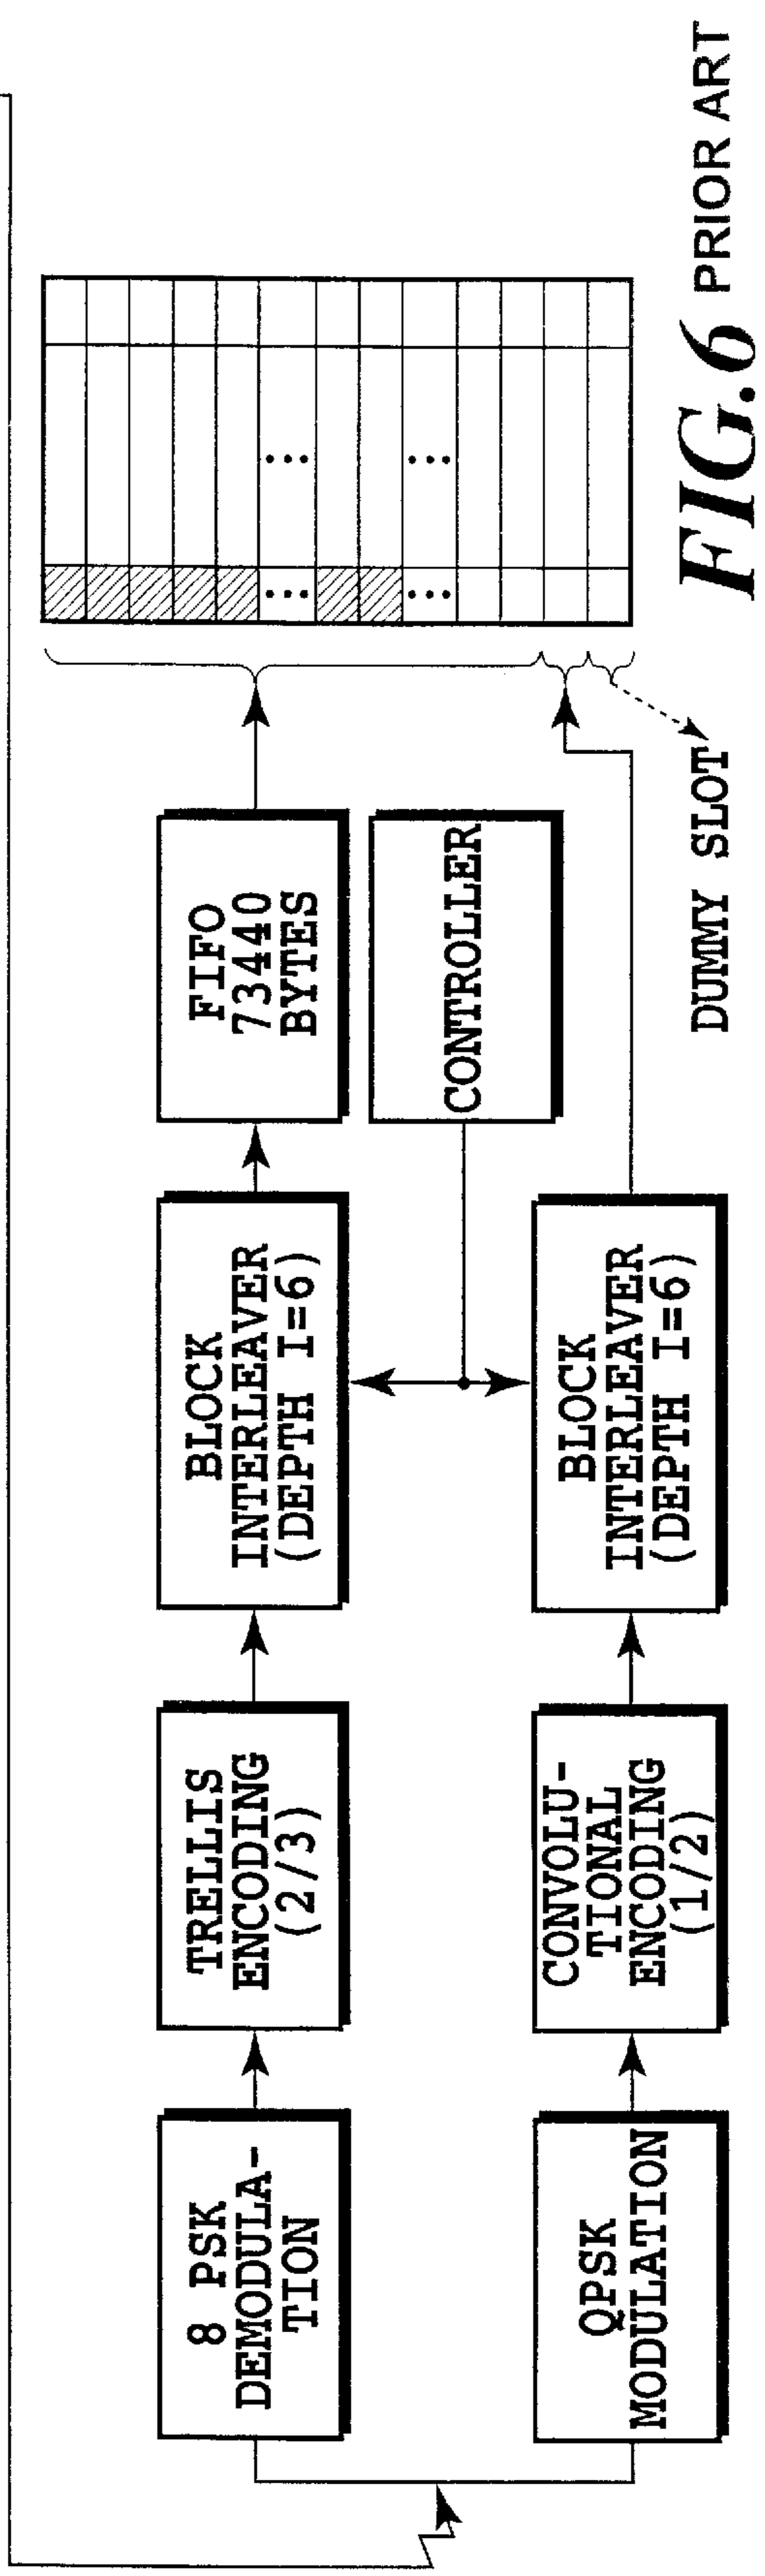 8 PSK
DEMODULA-
TION
TRELLIS
ENCODING
(2/3)
BLOCK
INTERLEAVER
(DEPTH I=6)
FIFO
73440
BYTES
CONTROLLER
QPSK
MODULATION
CONVOLU-
TIONAL
ENCODING
(1/2)
BLOCK
INTERLEAVER
(DEPTH I=6)
DUMMY SLOT
FIG.6 PRIOR ART